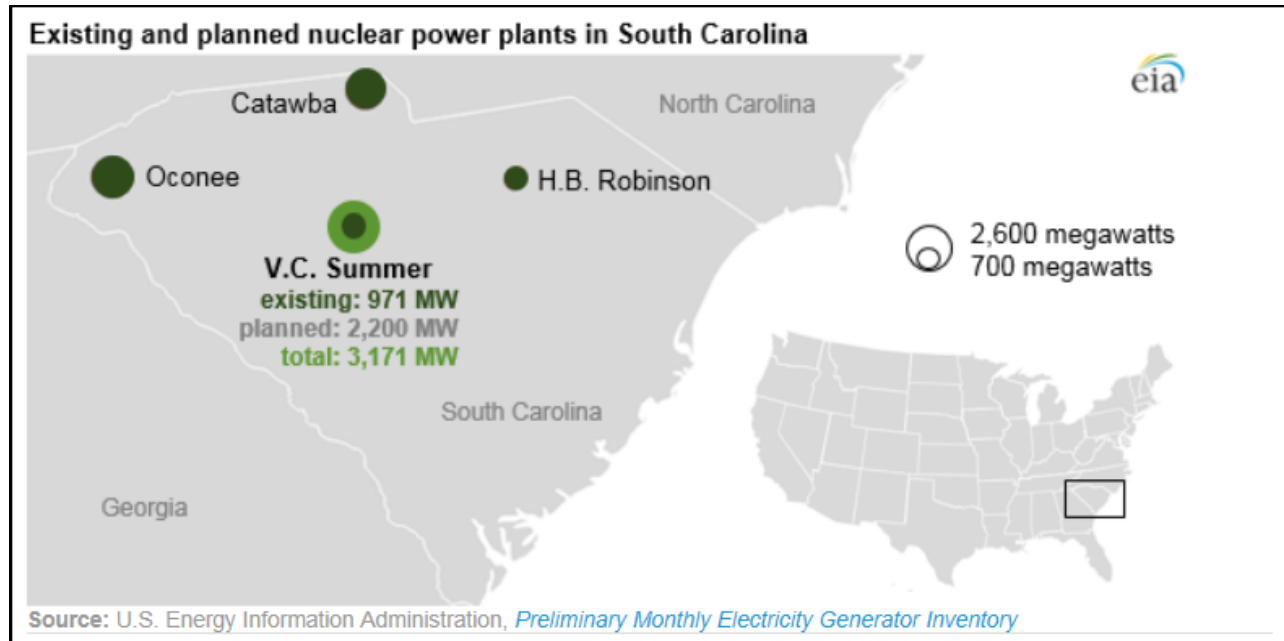 Existing and planned nuclear power plants in South Carolina
eia
Catawba
North Carolina
Oconee
H.B. Robinson
V.C. Summer
existing: 971 MW
planned: 2,200 MW
total: 3,171 MW
2,600 megawatts
700 megawatts
South Carolina
Georgia
Source: U.S. Energy Information Administration, Preliminary Monthly Electricity Generator Inventory